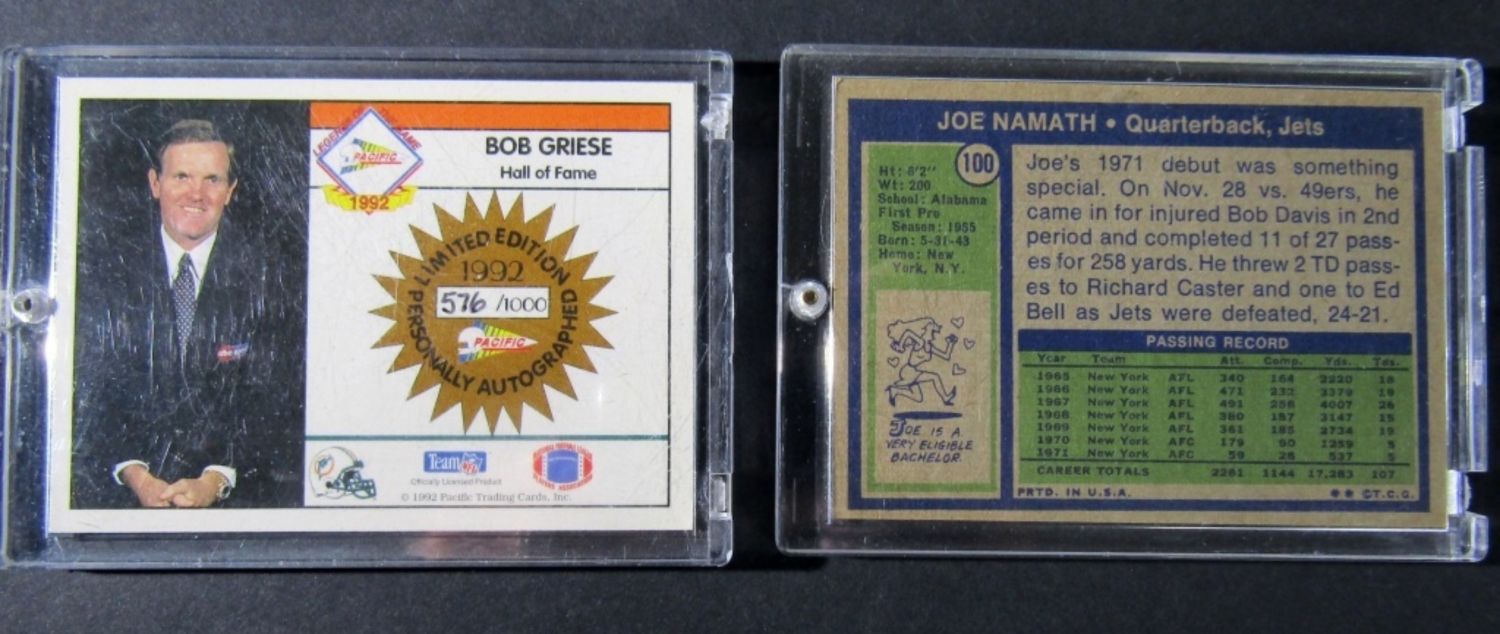 LEGENDS OF THE GAME
PACIFIC
1992
BOB GRIESE
Hall of Fame
LIMITED EDITION
1992
576 /1000
PACIFIC
PERSONALLY AUTOGRAPHED
Team NFL
Officially Licensed Product
© 1992 Pacific Trading Cards, Inc.
JOE NAMATH • Quarterback, Jets
100
Ht: 6'2"
Wt: 200
School: Alabama
First Pro
Season: 1965
Born: 5-31-43
Home: New
York, N.Y.
JOE IS A
VERY ELIGIBLE
BACHELOR.
Joe's 1971 debut was something
special. On Nov. 28 vs. 49ers, he
came in for injured Bob Davis in 2nd
period and completed 11 of 27 pass-
es for 258 yards. He threw 2 TD pass-
es to Richard Caster and one to Ed
Bell as Jets were defeated, 24-21.
PASSING RECORD
Year Team Att. Comp. Yds. Tds.
1965 New York AFL 340 164 2220 18
1966 New York AFL 471 232 3379 19
1967 New York AFL 491 258 4007 26
1968 New York AFL 380 187 3147 15
1969 New York AFL 361 185 2734 19
1970 New York AFC 179 90 1259 5
1971 New York AFC 59 28 537 5
CAREER TOTALS 2281 1144 17,283 107
PRTD. IN U.S.A. ** ©T.C.G.